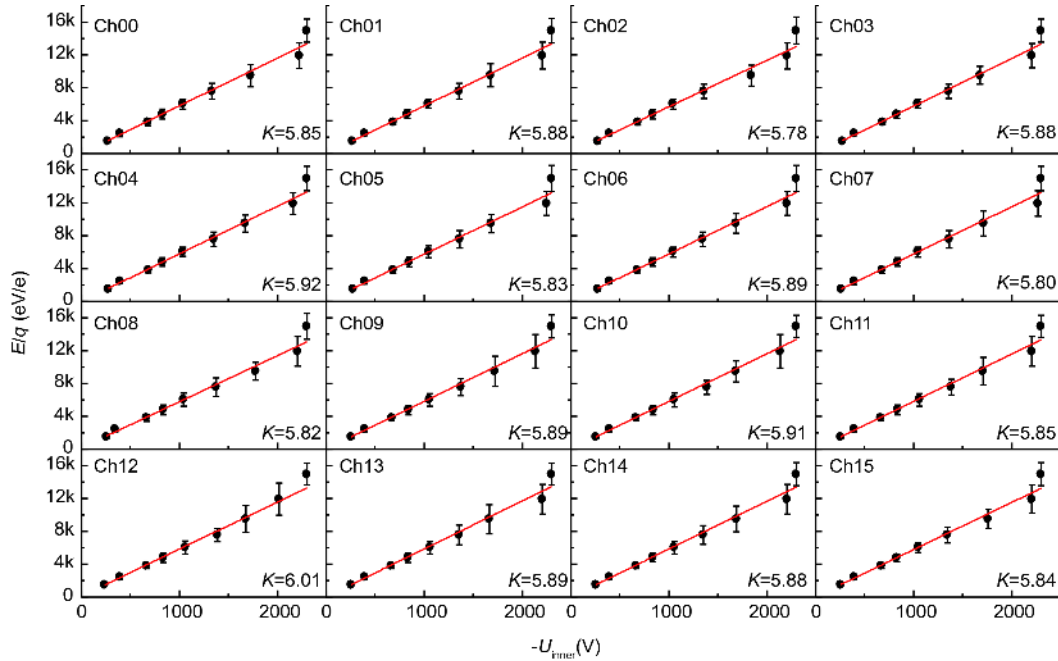 16k
12k
8k
4k
0
Ch00
K=5.85
Ch01
K=5.88
Ch02
K=5.78
Ch03
K=5.88
16k
12k
8k
4k
0
Ch04
K=5.92
Ch05
K=5.83
Ch06
K=5.89
Ch07
K=5.80
E/q (eV/e)
16k
12k
8k
4k
0
Ch08
K=5.82
Ch09
K=5.89
Ch10
K=5.91
Ch11
K=5.85
16k
12k
8k
4k
0
Ch12
K=6.01
Ch13
K=5.89
Ch14
K=5.88
Ch15
K=5.84
0 1000 2000 0 1000 2000 0 1000 2000 0 1000 2000
-Uinner(V)